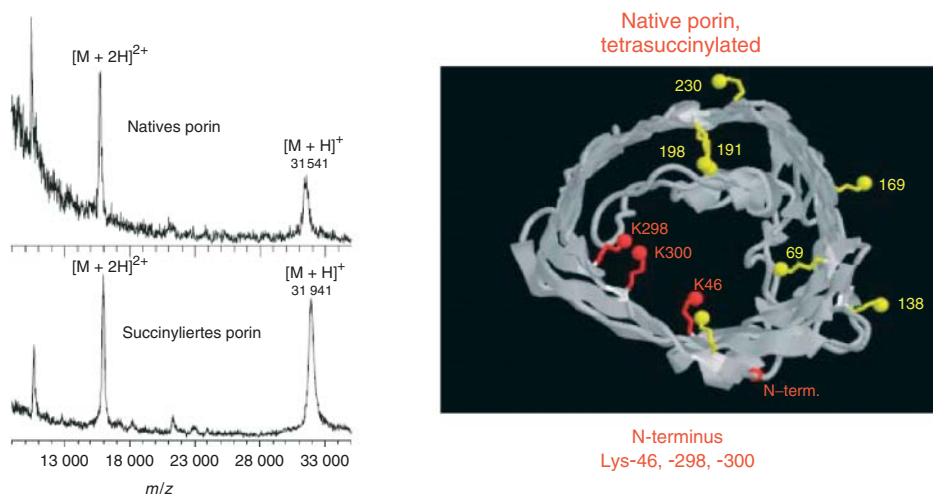 [M + 2H]2+
Natives porin
[M + H]+
31 541
[M + 2H]2+
[M + H]+
31 941
Succinyliertes porin
13 000 18 000 23 000 28 000 33 000
m/z
Native porin,
tetrasuccinylated
230
198 191
169
K298
K300
69
K46
138
N–term.
N-terminus
Lys-46, -298, -300